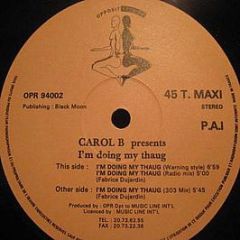 OPPOSIT
OPR 94002
45 T. MAXI
Publishing : Black Moon
STEREO
P.A.I
CAROL B presents
I'm doing my thaug
This side : I'M DOING MY THAUG (Warning style) 6'59
I'M DOING MY THAUG (Radio mix) 5'00
(Fabrice Dujardin)
Other side : I'M DOING MY THAUG (303 Mix) 5'45
(Fabrice Dujardin)
Produced by : OPR Dpt to MUSIC LINE INT'L
Licenced by : MUSIC LINE INT'L
TEL : 20.73.62.55
FAX : 20.73.22.36